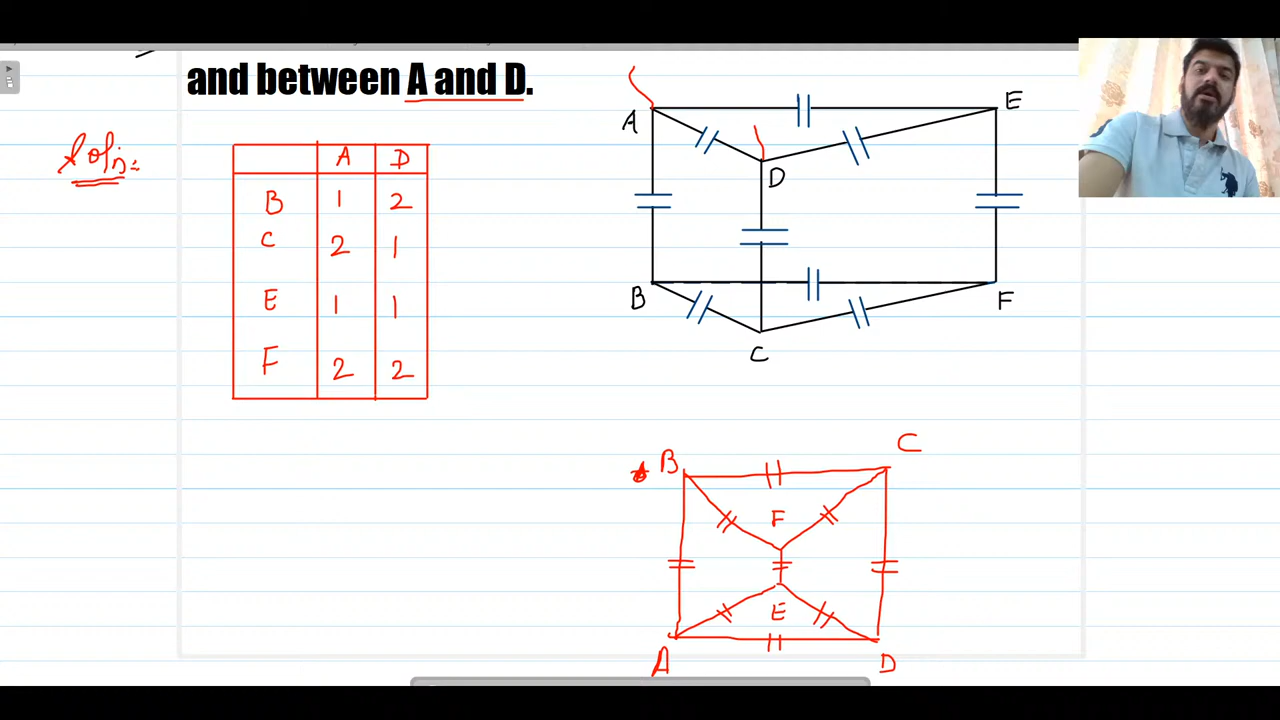 and between A and D.
Soln:
A D
B 1 2
C 2 1
E 1 1
F 2 2
A E
D
B F
C
B C
F
E
A D